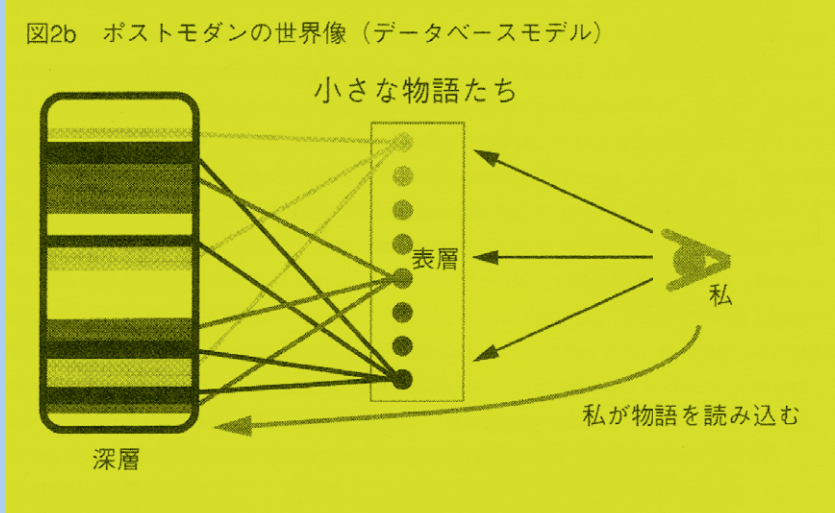 図2b ポストモダンの世界像（データベースモデル）
小さな物語たち
表層
私
私が物語を読み込む
深層